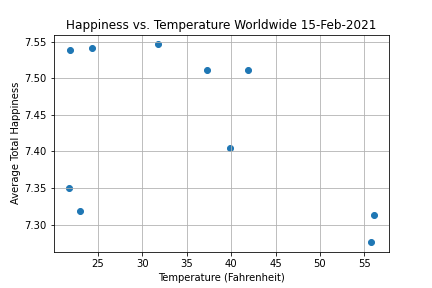 Happiness vs. Temperature Worldwide 15-Feb-2021
7.55
7.50
7.45
7.40
7.35
7.30
Average Total Happiness
25 30 35 40 45 50 55
Temperature (Fahrenheit)